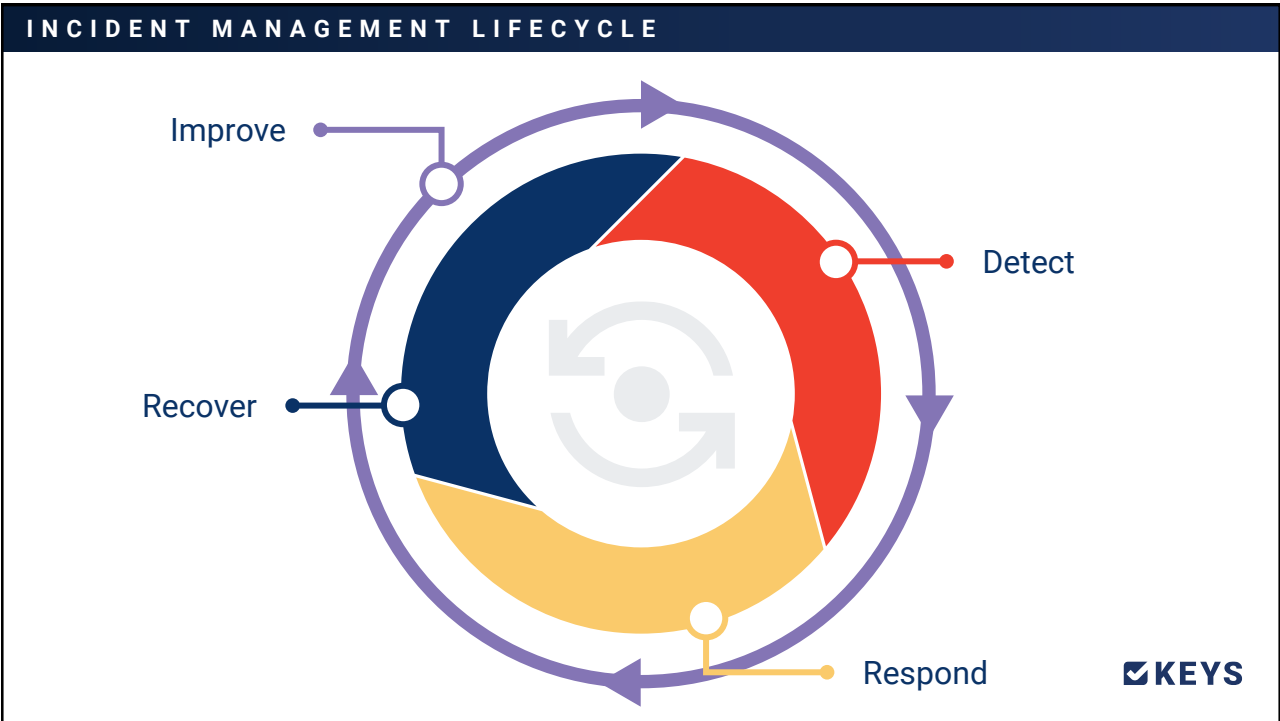 INCIDENT MANAGEMENT LIFECYCLE
Improve
Detect
Recover
Respond
KEYS